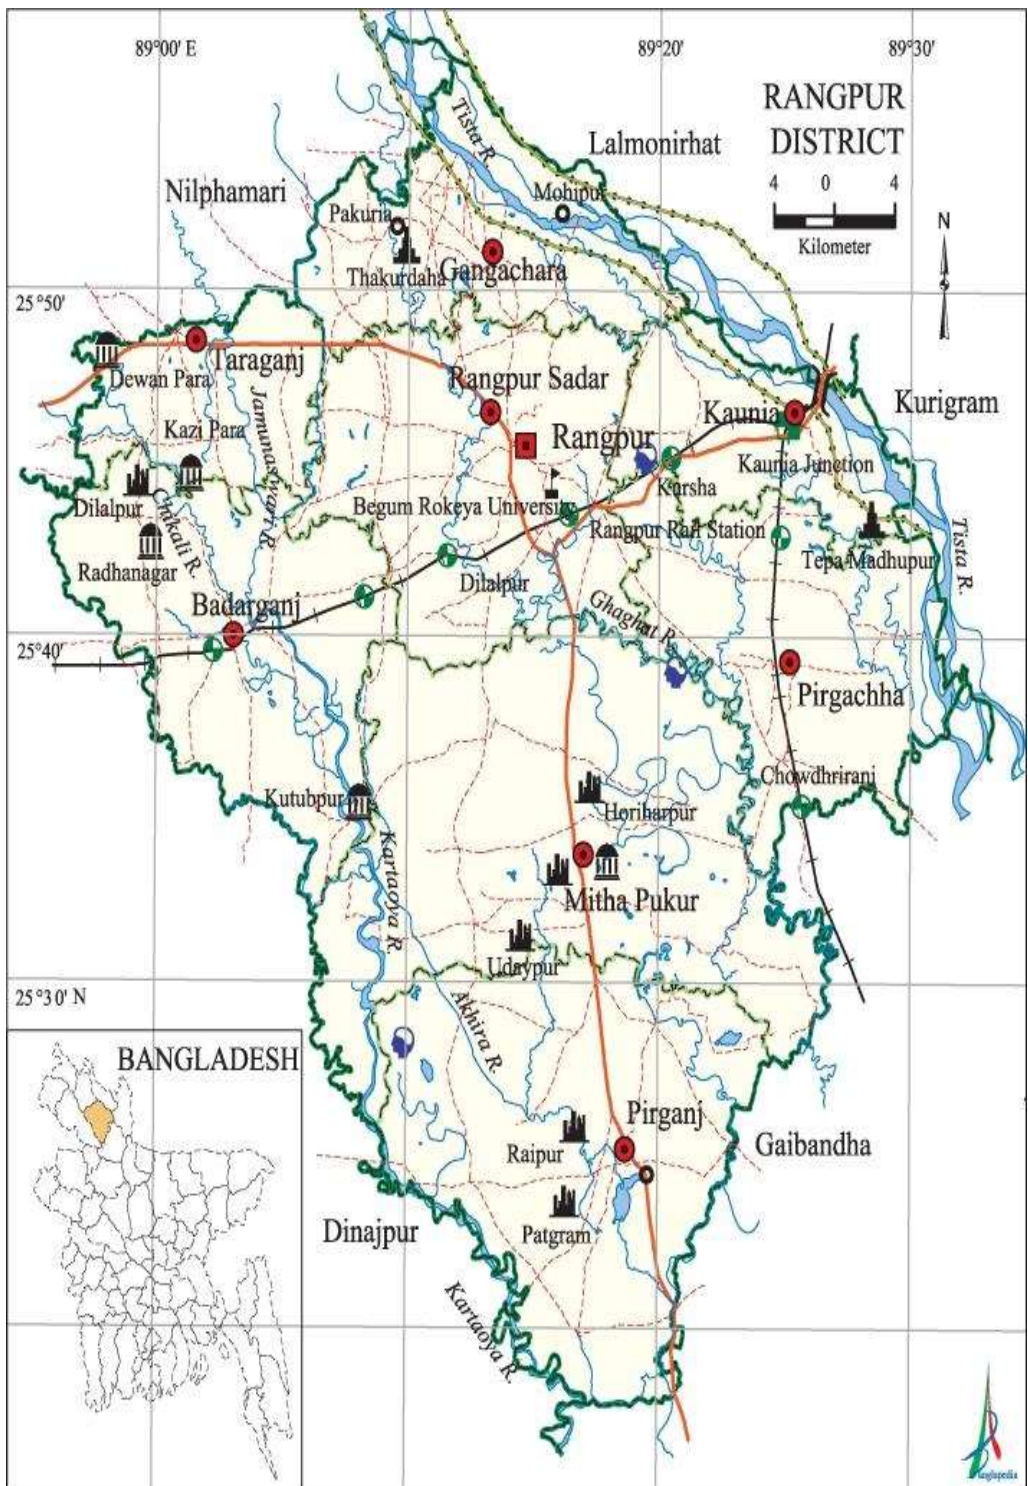 89°00' E
89°20'
89°30'
RANGPUR
DISTRICT
4 0 4
Kilometer
N
Tista R.
Lalmonirhat
Nilphamari
Mohipur
Pakuria
Thakurdaha
Gangachara
25°50'
Taraganj
Dewan Para
Rangpur Sadar
Kaunia
Kurigram
Jamunaswari R.
Kazi Para
Rangpur
Kaunia Junction
Dilalpur
Chikali R.
Begum Rokeya University
Karsha
Rangpur Rail Station
Tepa Madhupur
Tista R.
Radhanagar
Dilalpur
Badarganj
Ghaghat R.
25°40'
Pirgachha
Chowdhrirani
Kutubpur
Horiharpur
Kartaoya R.
Mitha Pukur
Udaypur
25°30' N
Akhira R.
BANGLADESH
Pirganj
Raipur
Gaibandha
Patgram
Dinajpur
Kartaoya R.
anglapedia